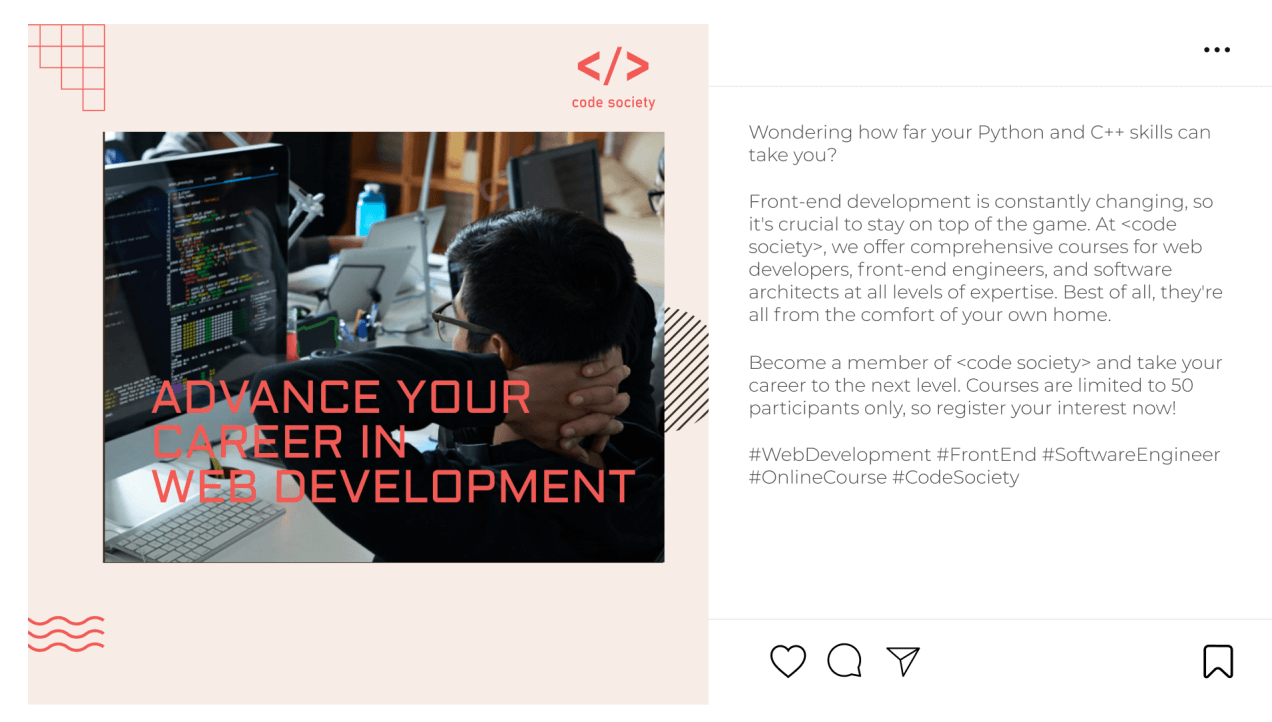 </>
code society
ADVANCE YOUR
CAREER IN
WEB DEVELOPMENT
Wondering how far your Python and C++ skills can
take you?
Front-end development is constantly changing, so
it's crucial to stay on top of the game. At <code
society>, we offer comprehensive courses for web
developers, front-end engineers, and software
architects at all levels of expertise. Best of all, they're
all from the comfort of your own home.
Become a member of <code society> and take your
career to the next level. Courses are limited to 50
participants only, so register your interest now!
#WebDevelopment #FrontEnd #SoftwareEngineer
#OnlineCourse #CodeSociety